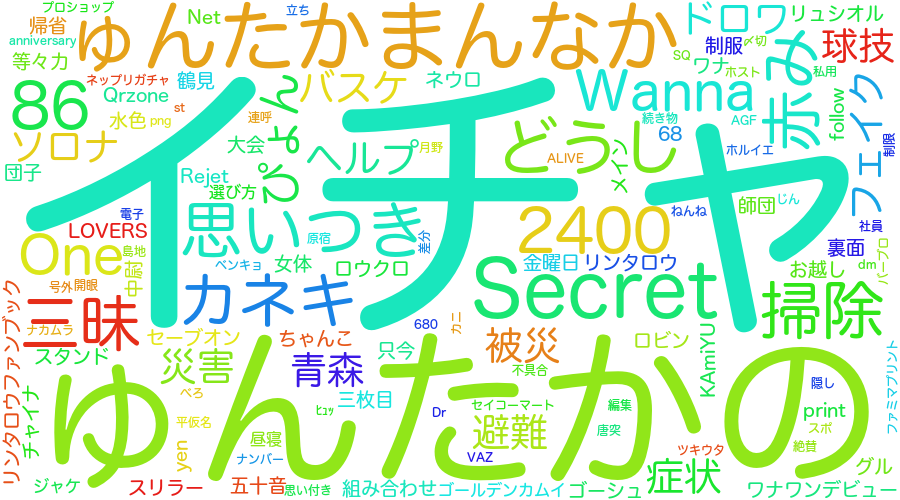 プロショップ
立ち
ゅんたかまんなか
Net
帰省
anniversary
等々力
ネップリガチャ
鶴見
Qrzone
st
86
水色
png
ソロナ
団子
連呼
大会
ぴょん
バスケ
ネウロ
ヘルプ
月野
Wanna
ドロワ
リュシオル
制服
〆切
SQ
ワナ
ホスト
私用
球技
赤み
follow
フェイク
制限
続き物
AGF
68
ホルイエ
どうし
ALIVE
メイン
イチャ
Rejet
選び方
電子
LOVERS
思いつき
原宿
差分
2400
ねんね
師団
じん
社員
裏面
One
島地
中尉
ペンキョ
女体
ロウクロ
金曜日
リンタロウ
お越し
dm
バーブロ
号外
開眼
カネキ
Secret
掃除
三昧
ナカムラ
セーブオン
680
カニ
リンタロウファンブック
スタンド
災害
ちゃんこ
青森
只今
被災
不具合
ロビン
KAmiYU
隠し
ファミマプリント
チャイナ
ゅんたかの
べろ
ﾋｭｯ
三枚目
Dr
セイコーマート
編集
print
平仮名
避難
唐突
スポ
絶賛
yen
昼寝
ナンバー
VAZ
ツキウタ
症状
グル
ジャケ
スリラー
五十音
思い付き
組み合わせ
ゴールデンカムイ
ゴーシュ
ワナワンデビュー